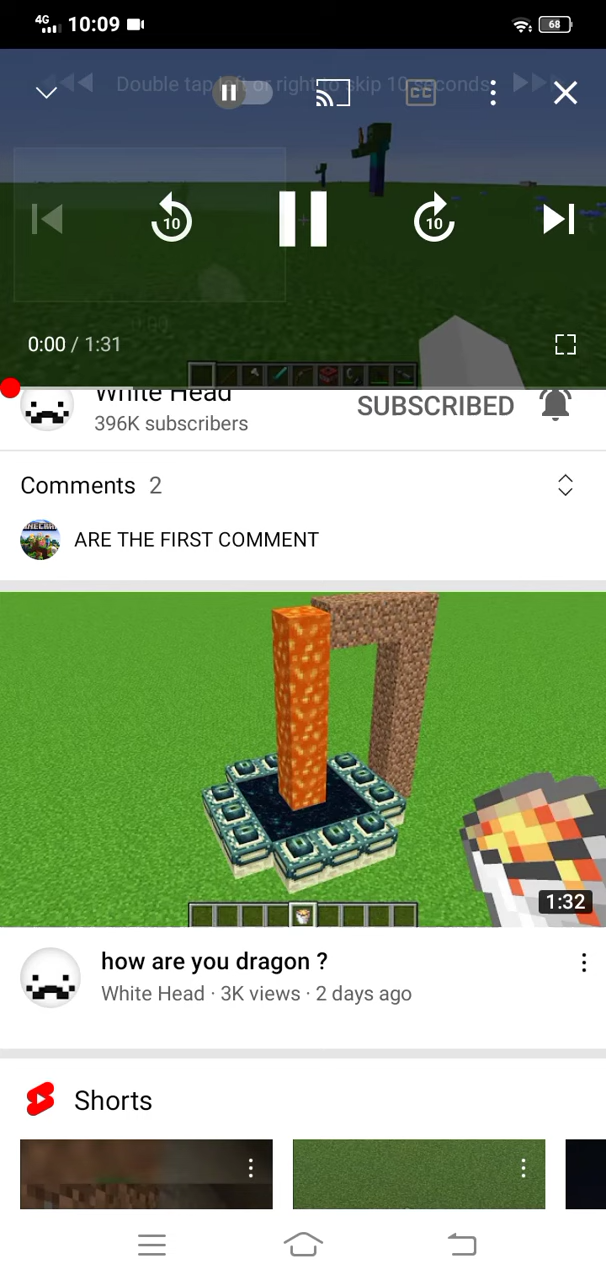 4G 10:09 68
Double tap left or right to skip 10 seconds
CC
10 10
0:00 / 1:31
White Head
396K subscribers
SUBSCRIBED
Comments 2
ARE THE FIRST COMMENT
1:32
how are you dragon ?
White Head · 3K views · 2 days ago
Shorts